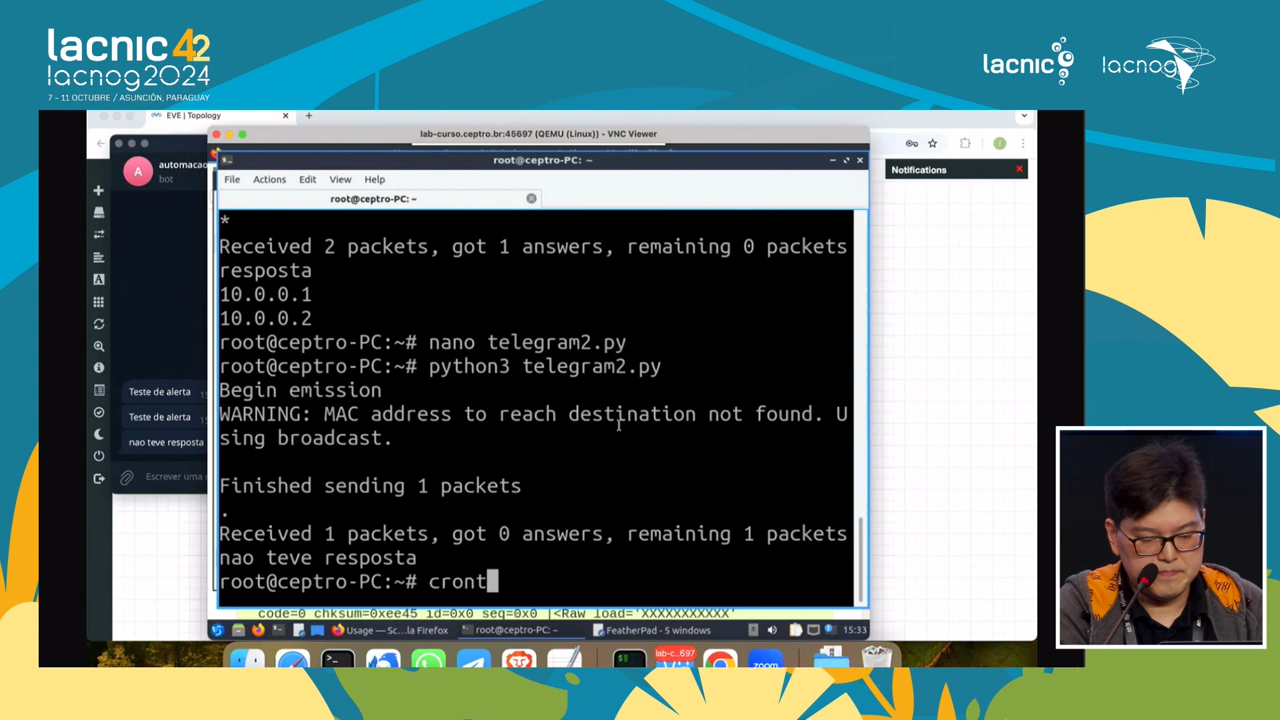 lacnic 42
lacnog2024
7 - 11 OCTUBRE / ASUNCIÓN, PARAGUAY
lacnic
lacnog
EVE | Topology
lab-curso.ceptro.br:45697 (QEMU (Linux)) - VNC Viewer
root@ceptro-PC: ~
File Actions Edit View Help
root@ceptro-PC: ~
A
automacao
bot
Notifications
*
Received 2 packets, got 1 answers, remaining 0 packets
resposta
10.0.0.1
10.0.0.2
root@ceptro-PC:~# nano telegram2.py
root@ceptro-PC:~# python3 telegram2.py
Begin emission
WARNING: MAC address to reach destination not found. U
sing broadcast.
Finished sending 1 packets
.
Received 1 packets, got 0 answers, remaining 1 packets
nao teve resposta
root@ceptro-PC:~# cront
Teste de alerta
Teste de alerta
nao teve resposta
Escrever uma
code=0 chksum=0xee45 id=0x0 seq=0x0 |<Raw load='XXXXXXXXXXX'
Usage — Sc...la Firefox
root@ceptro-PC: ~
FeatherPad - 5 windows
15:33
lab-c...697
zoom